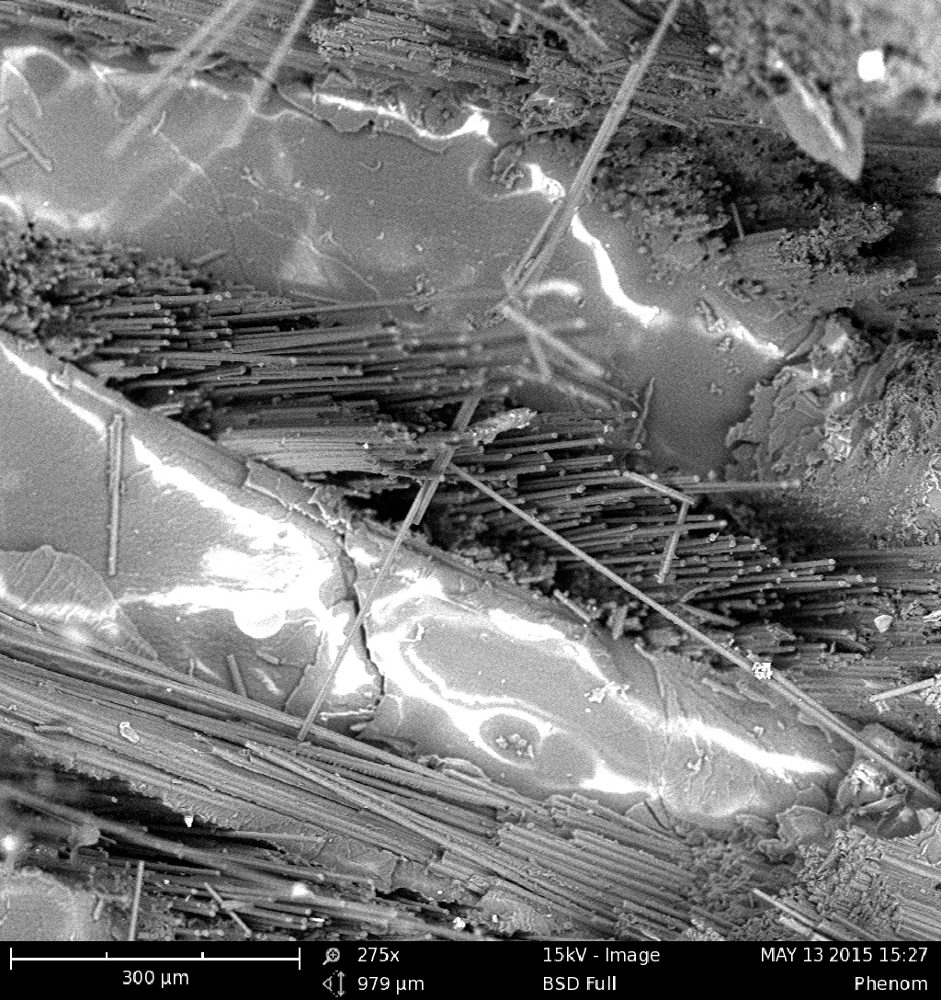 300 µm
275x
979 µm
15kV - Image
BSD Full
MAY 13 2015 15:27
Phenom